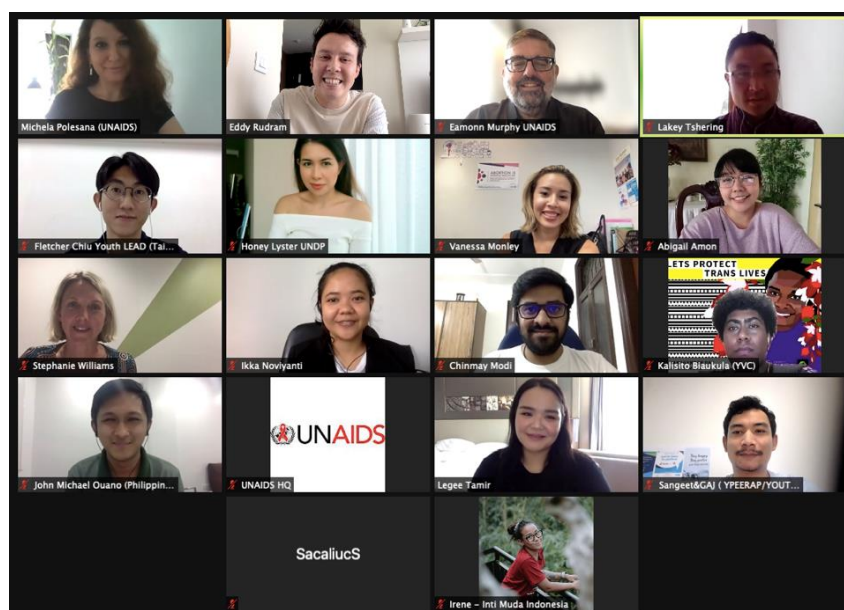 Michela Polesana (UNAIDS)
Eddy Rudram
Eamonn Murphy UNAIDS
Lakey Tshering
Fletcher Chiu Youth LEAD (Tai...
Honey Lyster UNDP
Vanessa Monley
Abigail Amon
LETS PROTECT
TRANS LIVES
Stephanie Williams
Ikka Noviyanti
Chinmay Modi
Kalisito Biaukula (YVC)
UNAIDS
John Michael Ouano (Philippin...
UNAIDS HQ
Legee Tamir
Sangeet&GAJ ( YPEERAP/YOUT...
SacaliucS
Irene - Inti Muda Indonesia